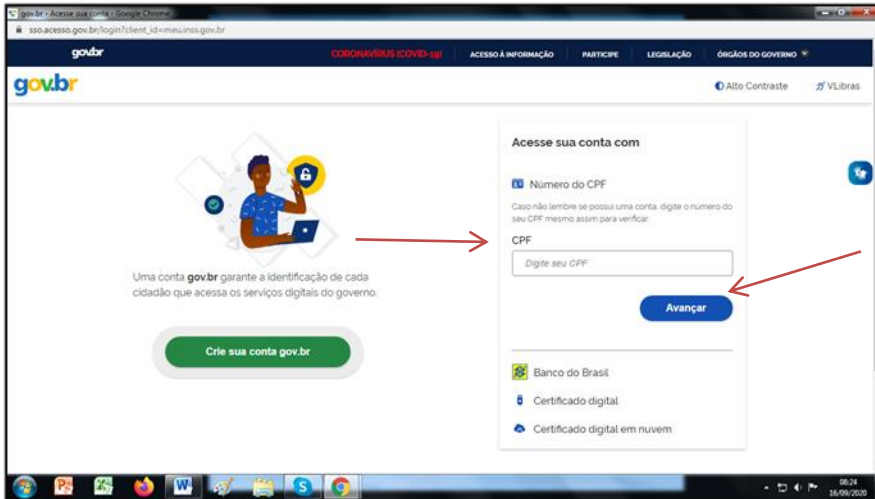 gov.br - Acesse sua conta - Google Chrome
sso.acesso.gov.br/login?client_id=meu.inss.gov.br
gov.br CORONAVÍRUS (COVID-19) ACESSO À INFORMAÇÃO PARTICIPE LEGISLAÇÃO ÓRGÃOS DO GOVERNO
gov.br Alto Contraste VLibras
Uma conta gov.br garante a identificação de cada
cidadão que acessa os serviços digitais do governo.
Crie sua conta gov.br
Acesse sua conta com
Número do CPF
Caso não lembre se possui uma conta, digite o número do
seu CPF mesmo assim para verificar.
CPF
Digite seu CPF
Avançar
Banco do Brasil
Certificado digital
Certificado digital em nuvem
08:24
16/09/2020